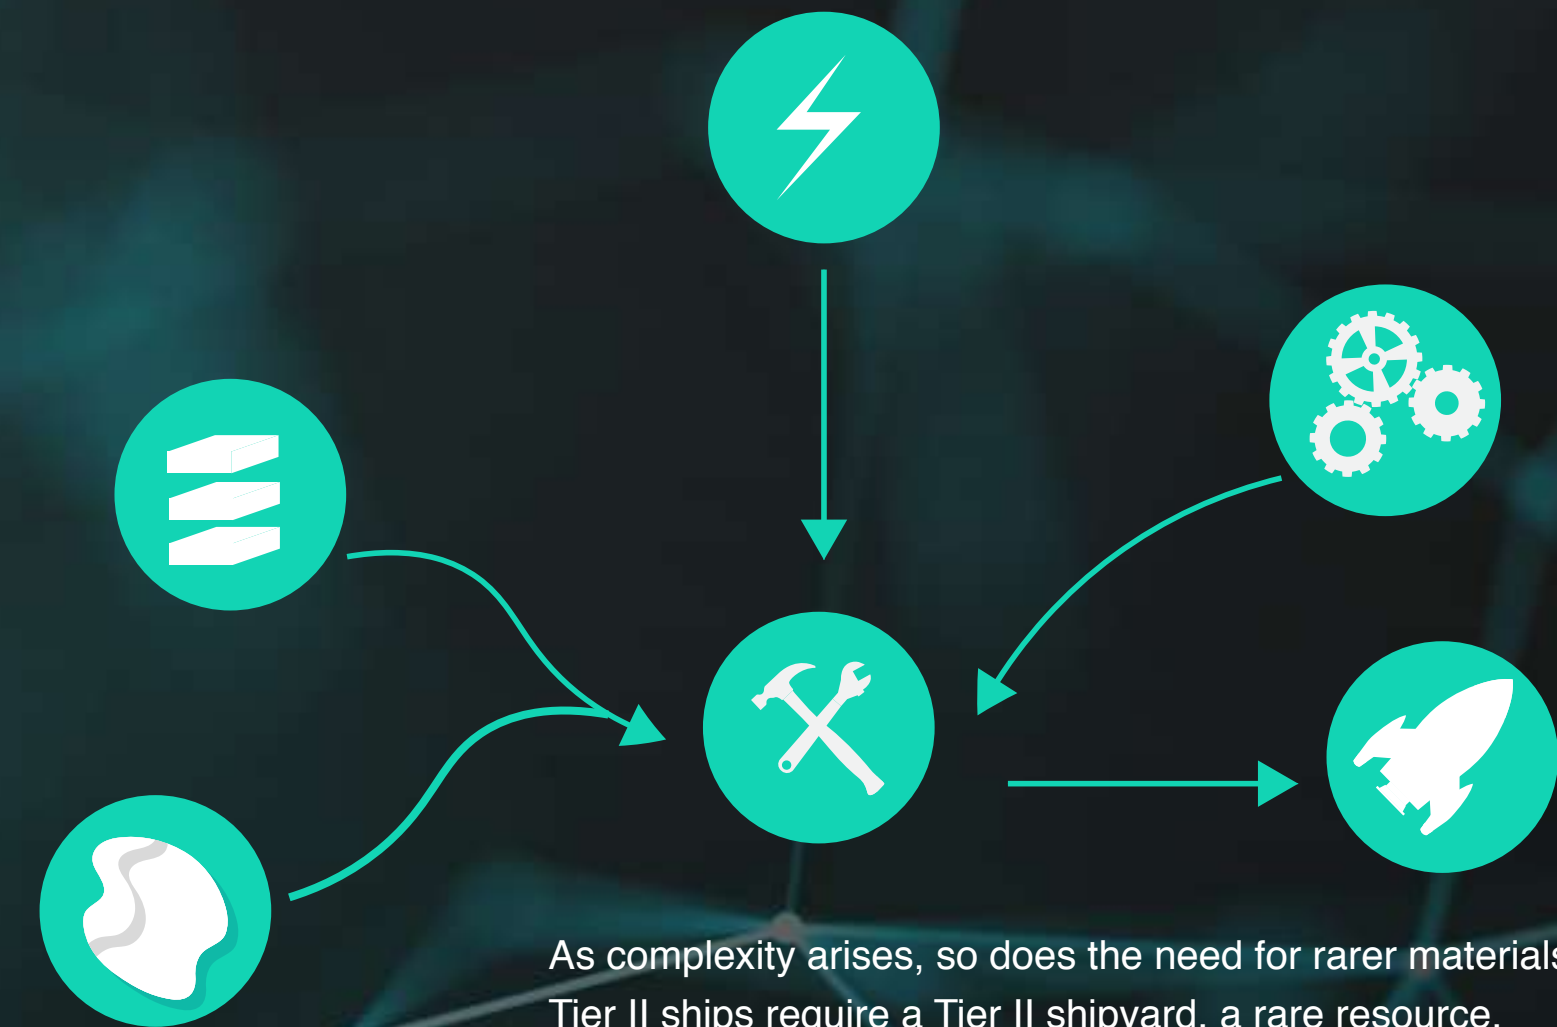 As complexity arises, so does the need for rarer materials
Tier II ships require a Tier II shipyard, a rare resource,